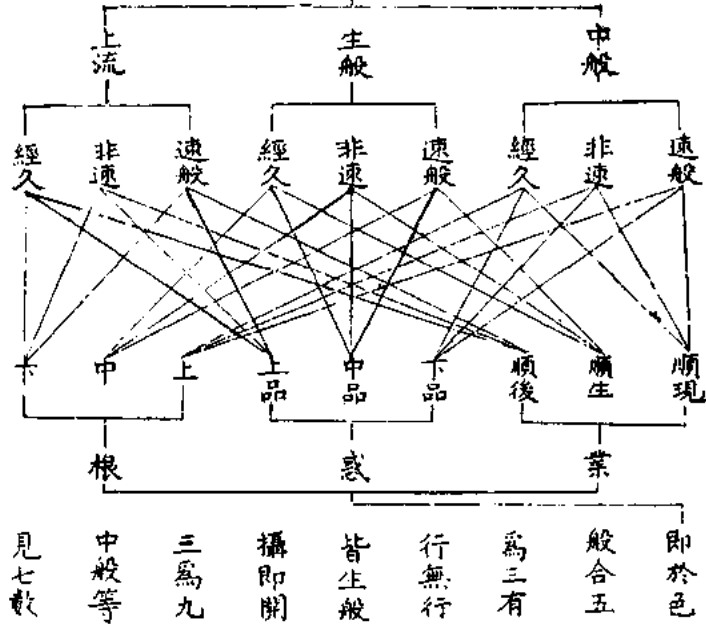 中般
生般
上流
速般
非速
經久
速般
非速
經久
速般
非速
經久
順現
順生
順後
下品
中品
上品
上
中
下
業
惑
根
即於色
般合五
爲三有
行無行
皆生般
攝即開
三爲九
中般等
見七數